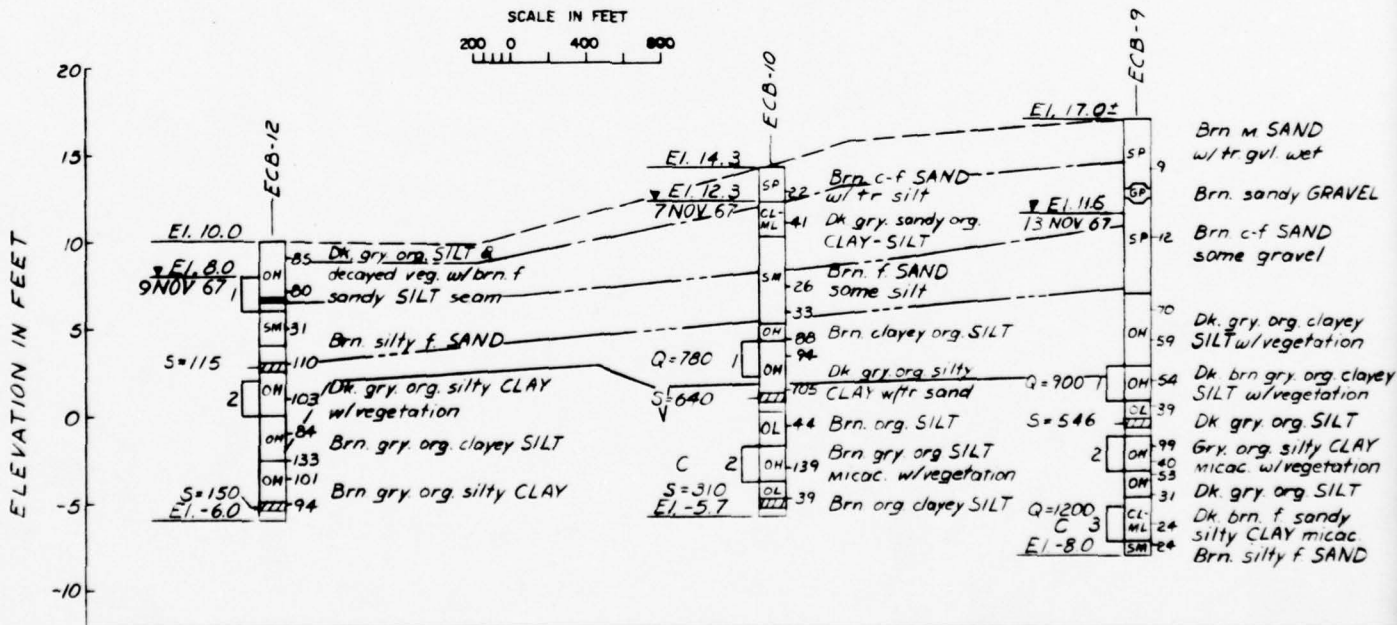 SCALE IN FEET
200 0 400 800
ELEVATION IN FEET
20
15
10
5
0
-5
-10
ECB-12
El. 10.0
El. 8.0
9 NOV 67
1
OH
85
80
SM
31
S=115
110
2
OH
103
OH
84
133
OH
101
S=150
94
El. -6.0
Dk. gry. org. SILT &
decayed veg. w/brn. f
sandy SILT seam
Brn. silty f. SAND
Dk. gry. org. silty CLAY
w/vegetation
Brn. gry. org. clayey SILT
Brn gry. org. silty CLAY
ECB-10
El. 14.3
El. 12.3
7 NOV 67
SP
22
CL-
ML
41
SM
26
33
OH
88
Q=780
1
94
OH
S=640
105
OL
44
C 2
OH
139
S=310
OL
39
El. -5.7
Brn. c-f SAND
w/tr silt
Dk. gry. sandy org.
CLAY-SILT
Brn. f. SAND
some silt
Brn. clayey org. SILT
Dk gry. org. silty
CLAY w/tr sand
Brn. org. SILT
Brn. gry org. SILT
micac. w/vegetation
Brn org clayey SILT
ECB-9
El. 17.0±
SP
9
GP
El. 11.6
13 NOV 67
SP
12
70
OH
59
Q=900 1
OH
54
OL
39
S=546
2
OH
99
40
OH
53
31
Q=1200
C 3
CL-
ML
24
El -8.0
SM
24
Brn M SAND
w/tr. gvl. wet
Brn. sandy GRAVEL
Brn c-f SAND
some gravel
Dk. gry. org. clayey
SILT w/vegetation
Dk. brn gry. org. clayey
SILT w/vegetation
Dk. gry org. SILT
Gry. org. silty CLAY
micac. w/vegetation
Dk. gry. org. SILT
Dk. brn. f. sandy
silty CLAY micac.
Brn. silty f. SAND